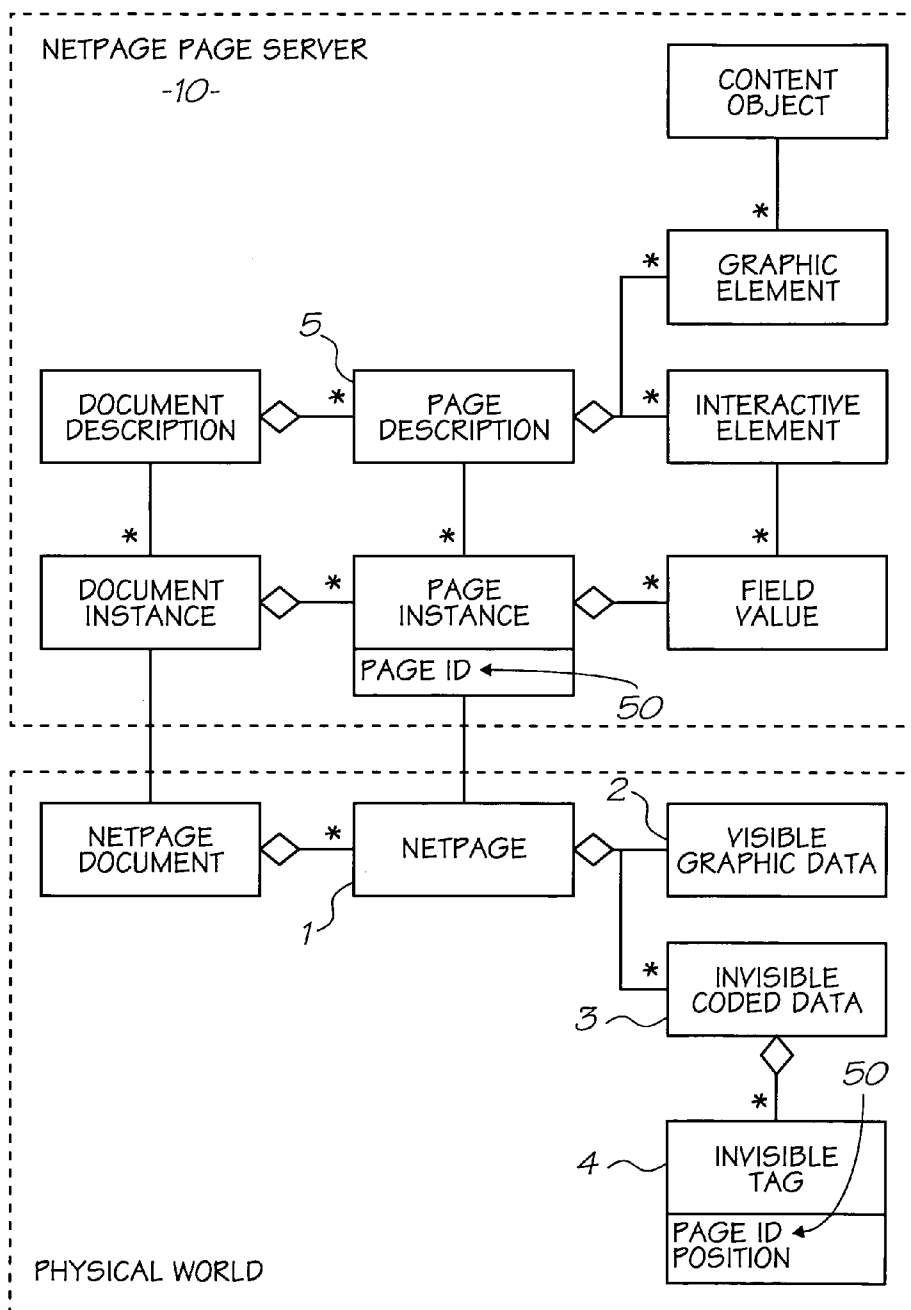 NETPAGE PAGE SERVER
-10-
CONTENT
OBJECT
*
*
GRAPHIC
ELEMENT
5
DOCUMENT
DESCRIPTION
*
PAGE
DESCRIPTION
*
INTERACTIVE
ELEMENT
*
*
*
DOCUMENT
INSTANCE
*
PAGE
INSTANCE
*
FIELD
VALUE
PAGE ID
50
NETPAGE
DOCUMENT
*
NETPAGE
1
2
VISIBLE
GRAPHIC DATA
*
INVISIBLE
CODED DATA
3
*
50
4
INVISIBLE
TAG
PAGE ID
POSITION
PHYSICAL WORLD